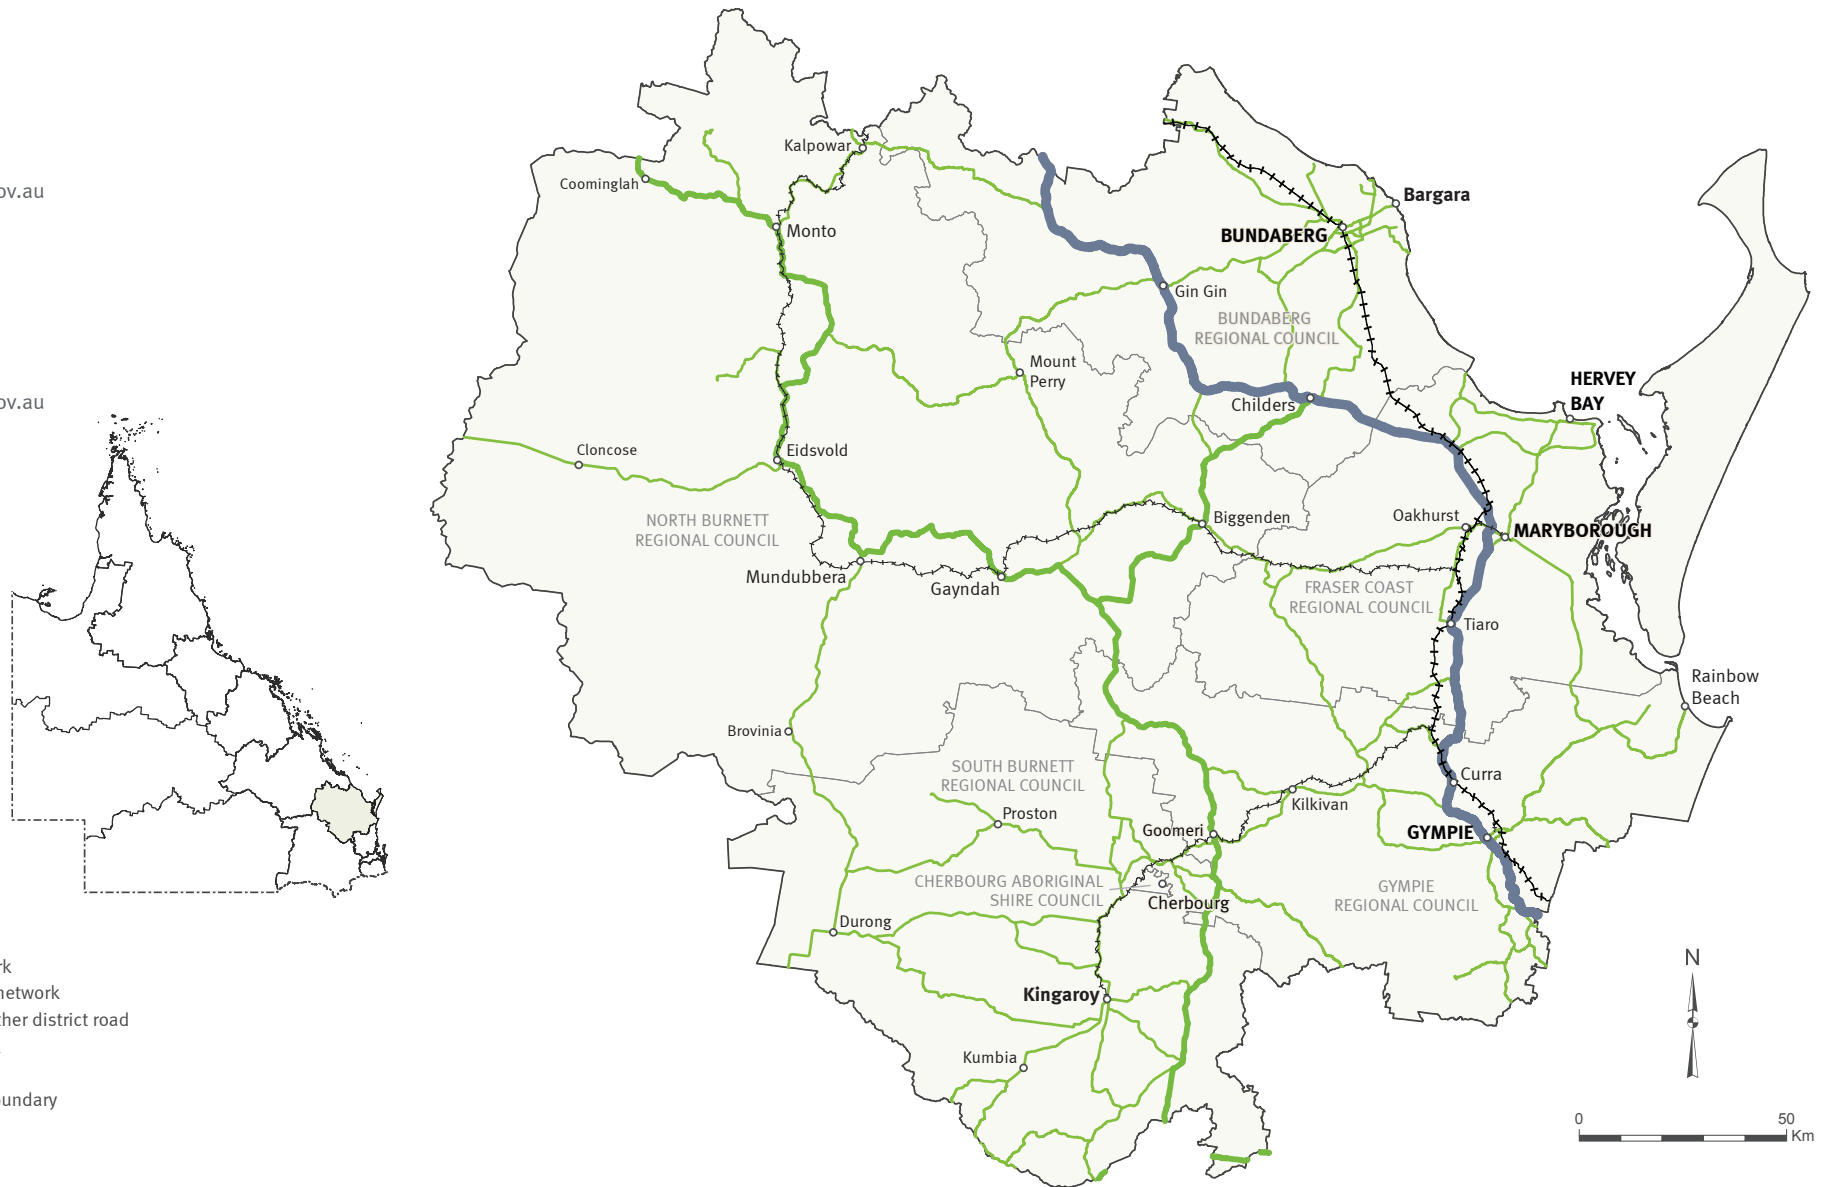 ov.au
ov.au
rk
network
ther district road
oundary
Kalpowar
Coominglah
Monto
Bargara
BUNDABERG
Gin Gin
BUNDABERG
REGIONAL COUNCIL
Mount
Perry
Childers
HERVEY
BAY
Cloncose
Eidsvold
NORTH BURNETT
REGIONAL COUNCIL
Biggenden
Oakhurst
MARYBOROUGH
Mundubbera
Gayndah
FRASER COAST
REGIONAL COUNCIL
Tiaro
Rainbow
Beach
Brovinia
SOUTH BURNETT
REGIONAL COUNCIL
Curra
Kilkivan
Proston
Goomeri
GYMPIE
CHERBOURG ABORIGINAL
SHIRE COUNCIL
Cherbourg
GYMPIE
REGIONAL COUNCIL
Durong
Kingaroy
Kumbia
N
0 50
Km